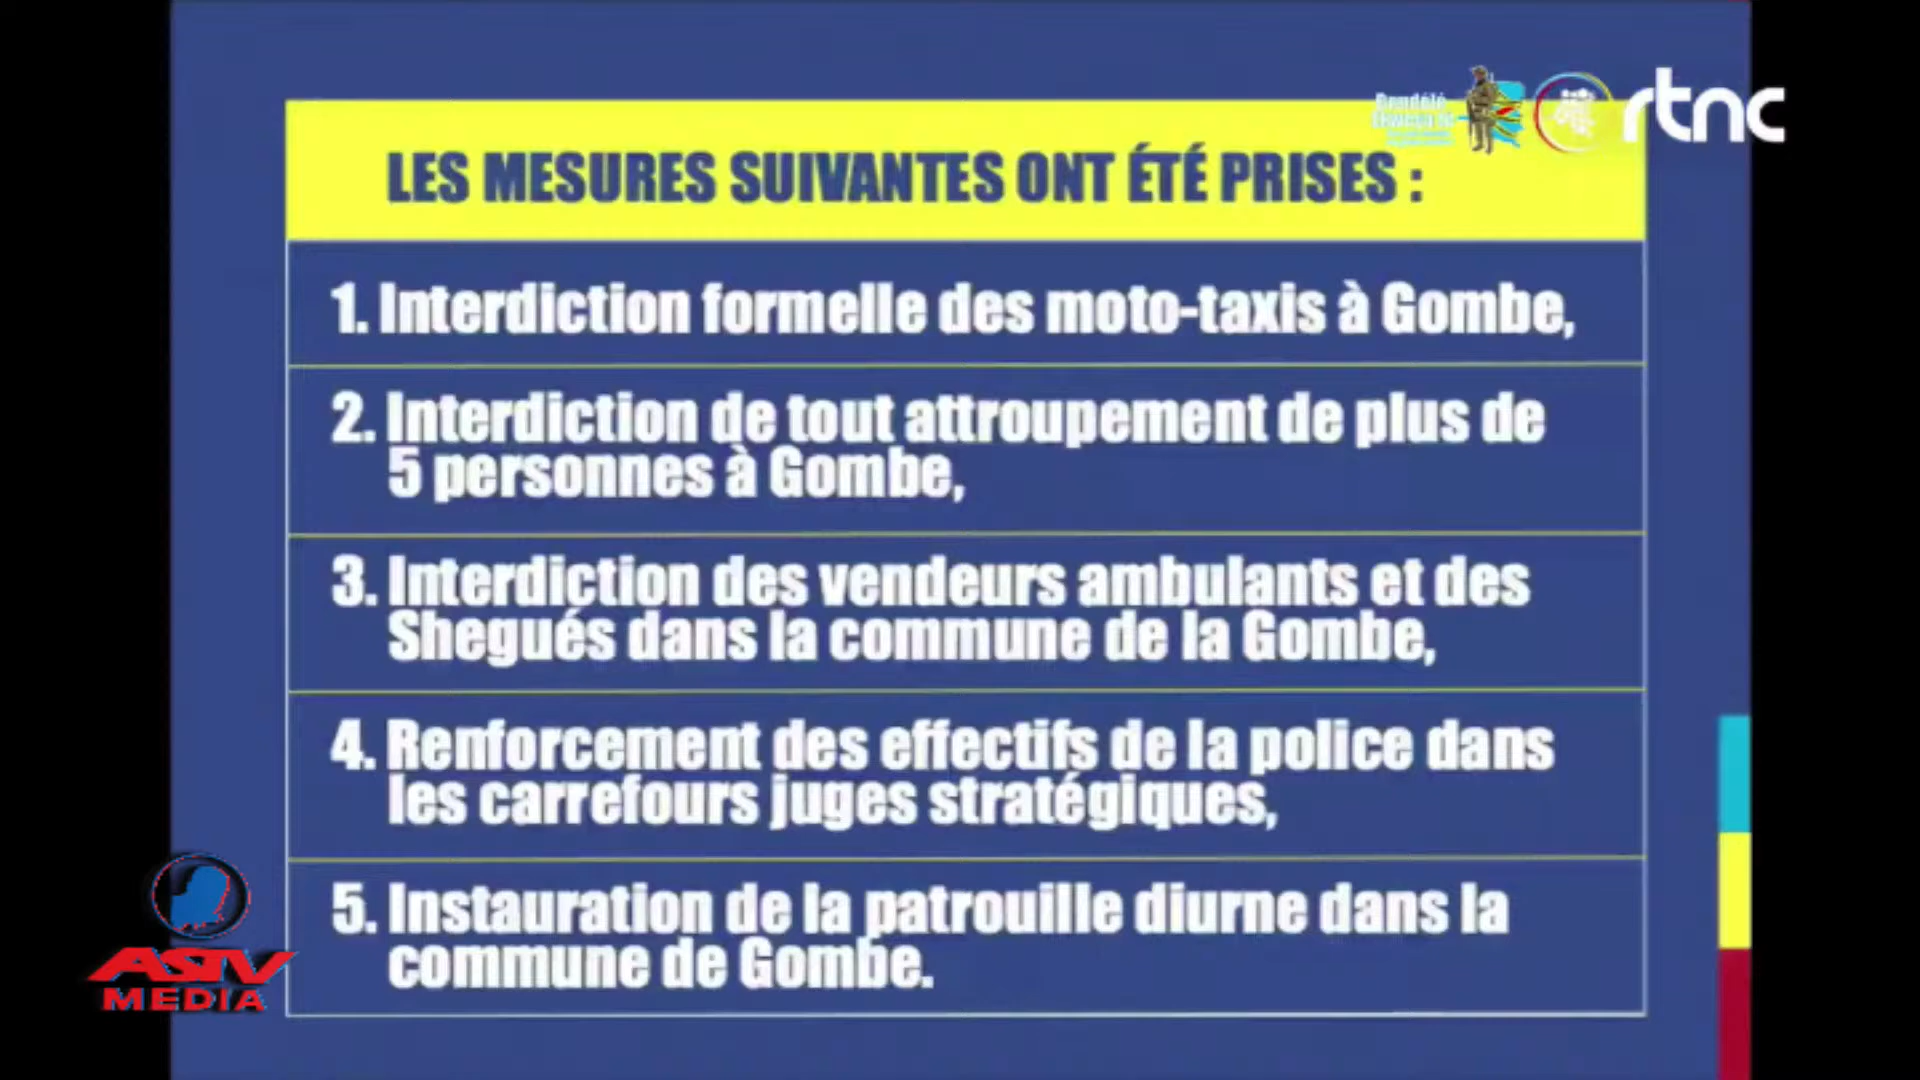 rtnc
LES MESURES SUIVANTES ONT ÉTÉ PRISES :
1. Interdiction formelle des moto-taxis à Gombe,
2. Interdiction de tout attroupement de plus de
5 personnes à Gombe,
3. Interdiction des vendeurs ambulants et des
Shegués dans la commune de la Gombe,
4. Renforcement des effectifs de la police dans
les carrefours juges stratégiques,
5. Instauration de la patrouille diurne dans la
commune de Gombe.
MEDIA